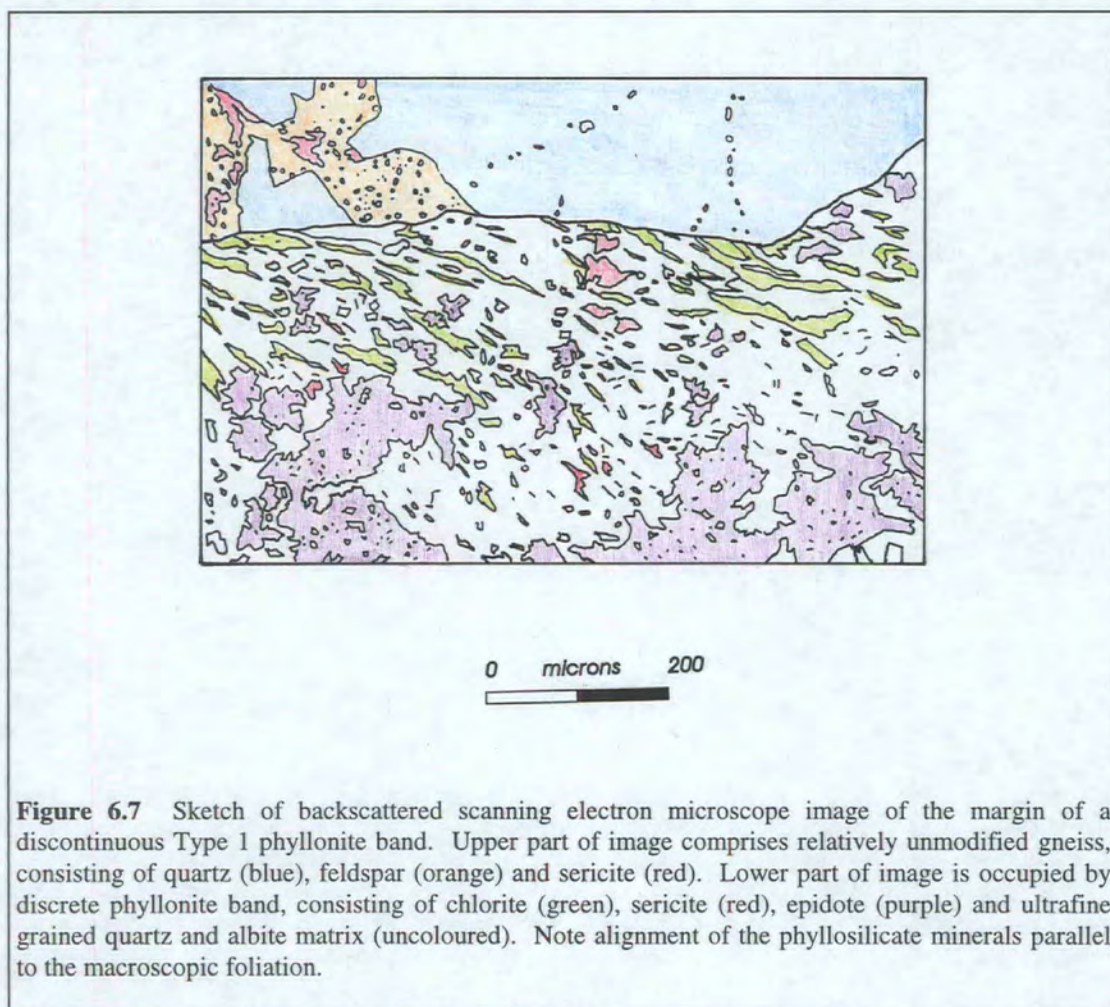 0 microns 200
Figure 6.7 Sketch of backscattered scanning electron microscope image of the margin of a
discontinuous Type 1 phyllonite band. Upper part of image comprises relatively unmodified gneiss,
consisting of quartz (blue), feldspar (orange) and sericite (red). Lower part of image is occupied by
discrete phyllonite band, consisting of chlorite (green), sericite (red), epidote (purple) and ultrafine
grained quartz and albite matrix (uncoloured). Note alignment of the phyllosilicate minerals parallel
to the macroscopic foliation.